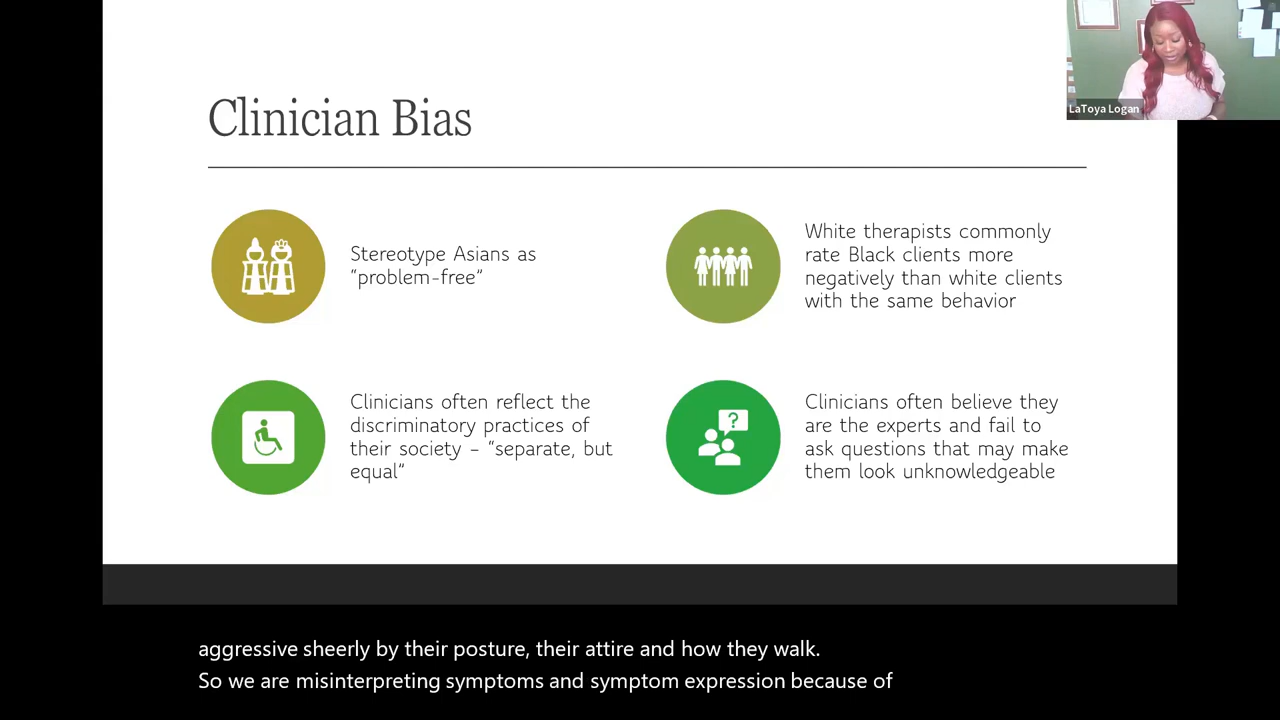 LaToya Logan
Clinician Bias
Stereotype Asians as
“problem-free”
White therapists commonly
rate Black clients more
negatively than white clients
with the same behavior
Clinicians often reflect the
discriminatory practices of
their society – “separate, but
equal”
?
Clinicians often believe they
are the experts and fail to
ask questions that may make
them look unknowledgeable
aggressive sheerly by their posture, their attire and how they walk.
So we are misinterpreting symptoms and symptom expression because of